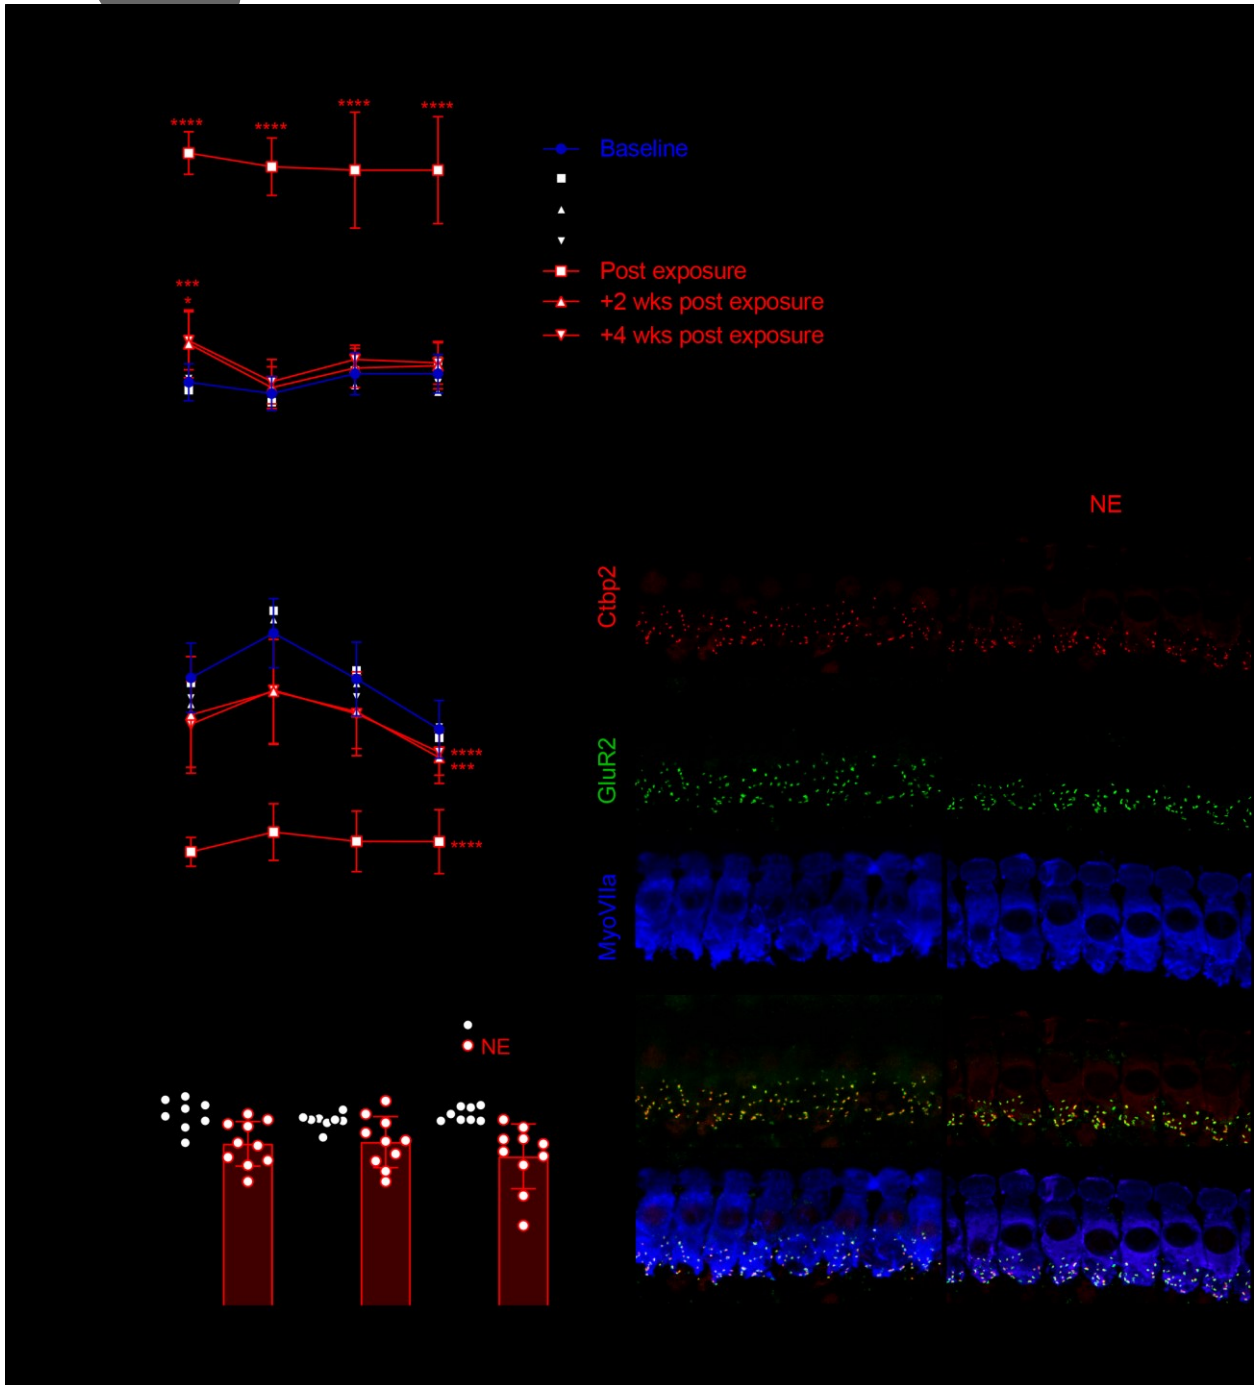 ****
****
****
****
Baseline
Post exposure
***
*
+2 wks post exposure
+4 wks post exposure
NE
Ctbp2
GluR2
****
***
****
MyoVIIa
NE